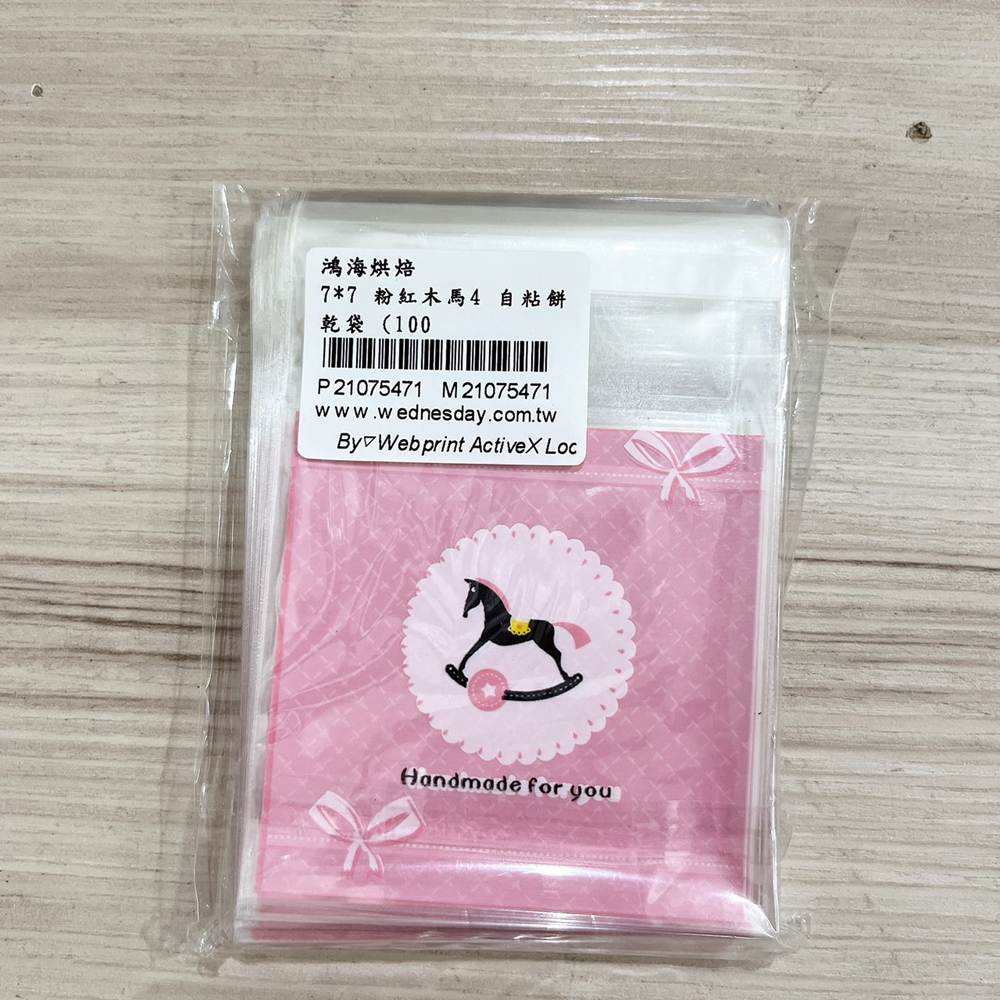 鴻海烘焙
7*7 粉紅木馬4 自粘餅
乾袋 (100
P21075471 M21075471
www.wednesday.com.tw
By▽Webprint ActiveX Loc
Handmade for you